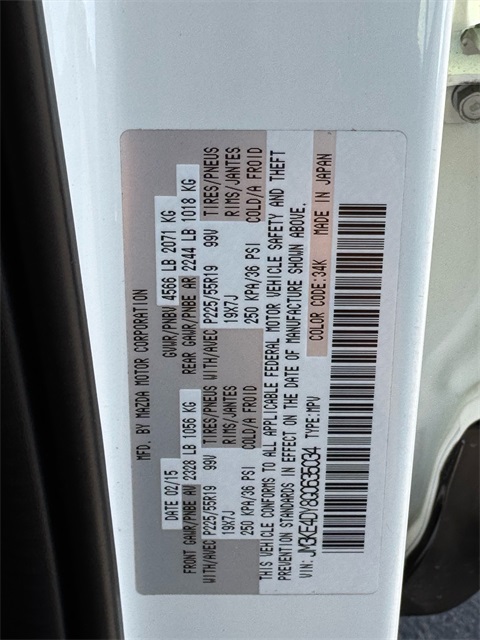 MFD. BY MAZDA MOTOR CORPORATION
DATE 02/15 GVWR/PNBV 4566 LB 2071 KG
FRONT GAWR/PNBE AV 2328 LB 1056 KG REAR GAWR/PNBE AR 2244 LB 1018 KG
WITH/AVEC P225/55R19 99V TIRES/PNEUS WITH/AVEC P225/55R19 99V TIRES/PNEUS
19X7J RIMS/JANTES 19X7J RIMS/JANTES
250 KPA/36 PSI COLD/A FROID 250 KPA/36 PSI COLD/A FROID
THIS VEHICLE CONFORMS TO ALL APPLICABLE FEDERAL MOTOR VEHICLE SAFETY AND THEFT
PREVENTION STANDARDS IN EFFECT ON THE DATE OF MANUFACTURE SHOWN ABOVE.
VIN: JM3KE4DY8G0635034 TYPE:MPV COLOR CODE:34K MADE IN JAPAN